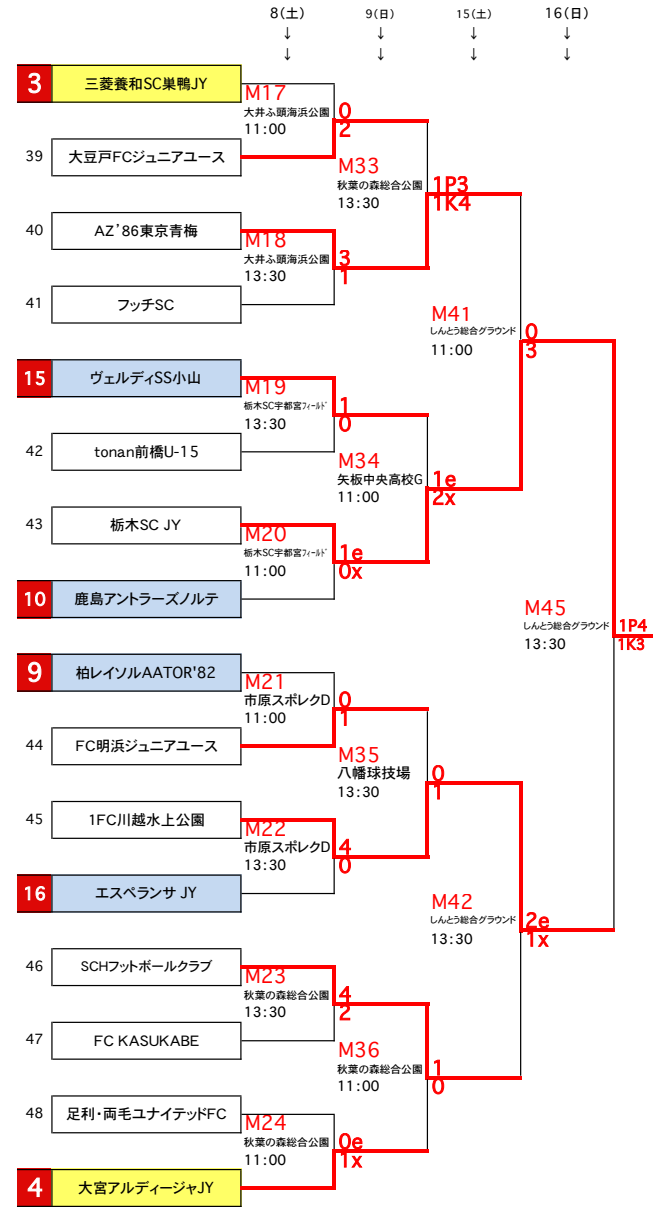 8(土)
9(日)
15(土)
16(日)
↓
↓
↓
↓
↓
↓
↓
↓
3 三菱養和SC巣鴨JY
M17
大井ふ頭海浜公園
11:00
0
2
39 大豆戸FCジュニアユース
M33
秋葉の森総合公園
13:30
1P3
1K4
40 AZ'86東京青梅
M18
大井ふ頭海浜公園
13:30
3
1
41 フッチSC
M41
しんとう総合グラウンド
11:00
0
3
15 ヴェルディSS小山
M19
栃木SC宇都宮フィールド
13:30
1
0
42 tonan前橋U-15
M34
矢板中央高校G
11:00
1e
2x
43 栃木SC JY
M20
栃木SC宇都宮フィールド
11:00
1e
0x
10 鹿島アントラーズノルテ
M45
しんとう総合グラウンド
13:30
1P4
1K3
9 柏レイソルAATOR'82
M21
市原スポレクD
11:00
0
1
44 FC明浜ジュニアユース
M35
八幡球技場
13:30
0
1
45 1FC川越水上公園
M22
市原スポレクD
13:30
4
0
16 エスペランサ JY
M42
しんとう総合グラウンド
13:30
2e
1x
46 SCHフットボールクラブ
M23
秋葉の森総合公園
13:30
4
2
47 FC KASUKABE
M36
秋葉の森総合公園
11:00
1
0
48 足利・両毛ユナイテッドFC
M24
秋葉の森総合公園
11:00
0e
1x
4 大宮アルディージャJY